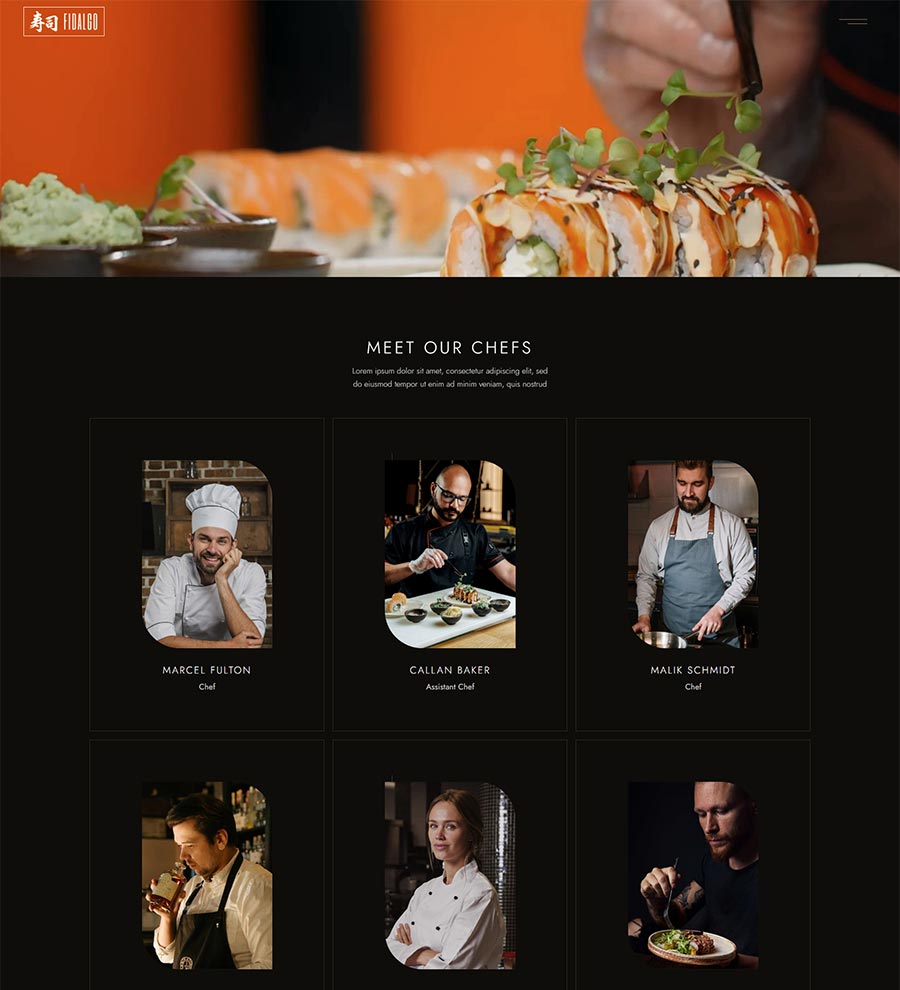 寿司 FIDALGO
MEET OUR CHEFS
Lorem ipsum dolor sit amet, consectetur adipiscing elit, sed
do eiusmod tempor ut enim ad minim veniam, quis nostrud
MARCEL FULTON
Chef
CALLAN BAKER
Assistant Chef
MALIK SCHMIDT
Chef